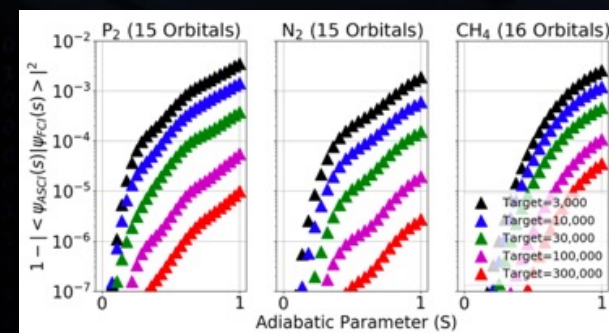 P₂ (15 Orbitals) N₂ (15 Orbitals) CH₄ (16 Orbitals)
10⁻²
10⁻³
10⁻⁴
10⁻⁵
10⁻⁶
10⁻⁷
1 − | < ψ_ASCI(s)|ψ_FCI(s) > |²
Target=3,000
Target=10,000
Target=30,000
Target=100,000
Target=300,000
0 1 0 1 0 1
Adiabatic Parameter (S)